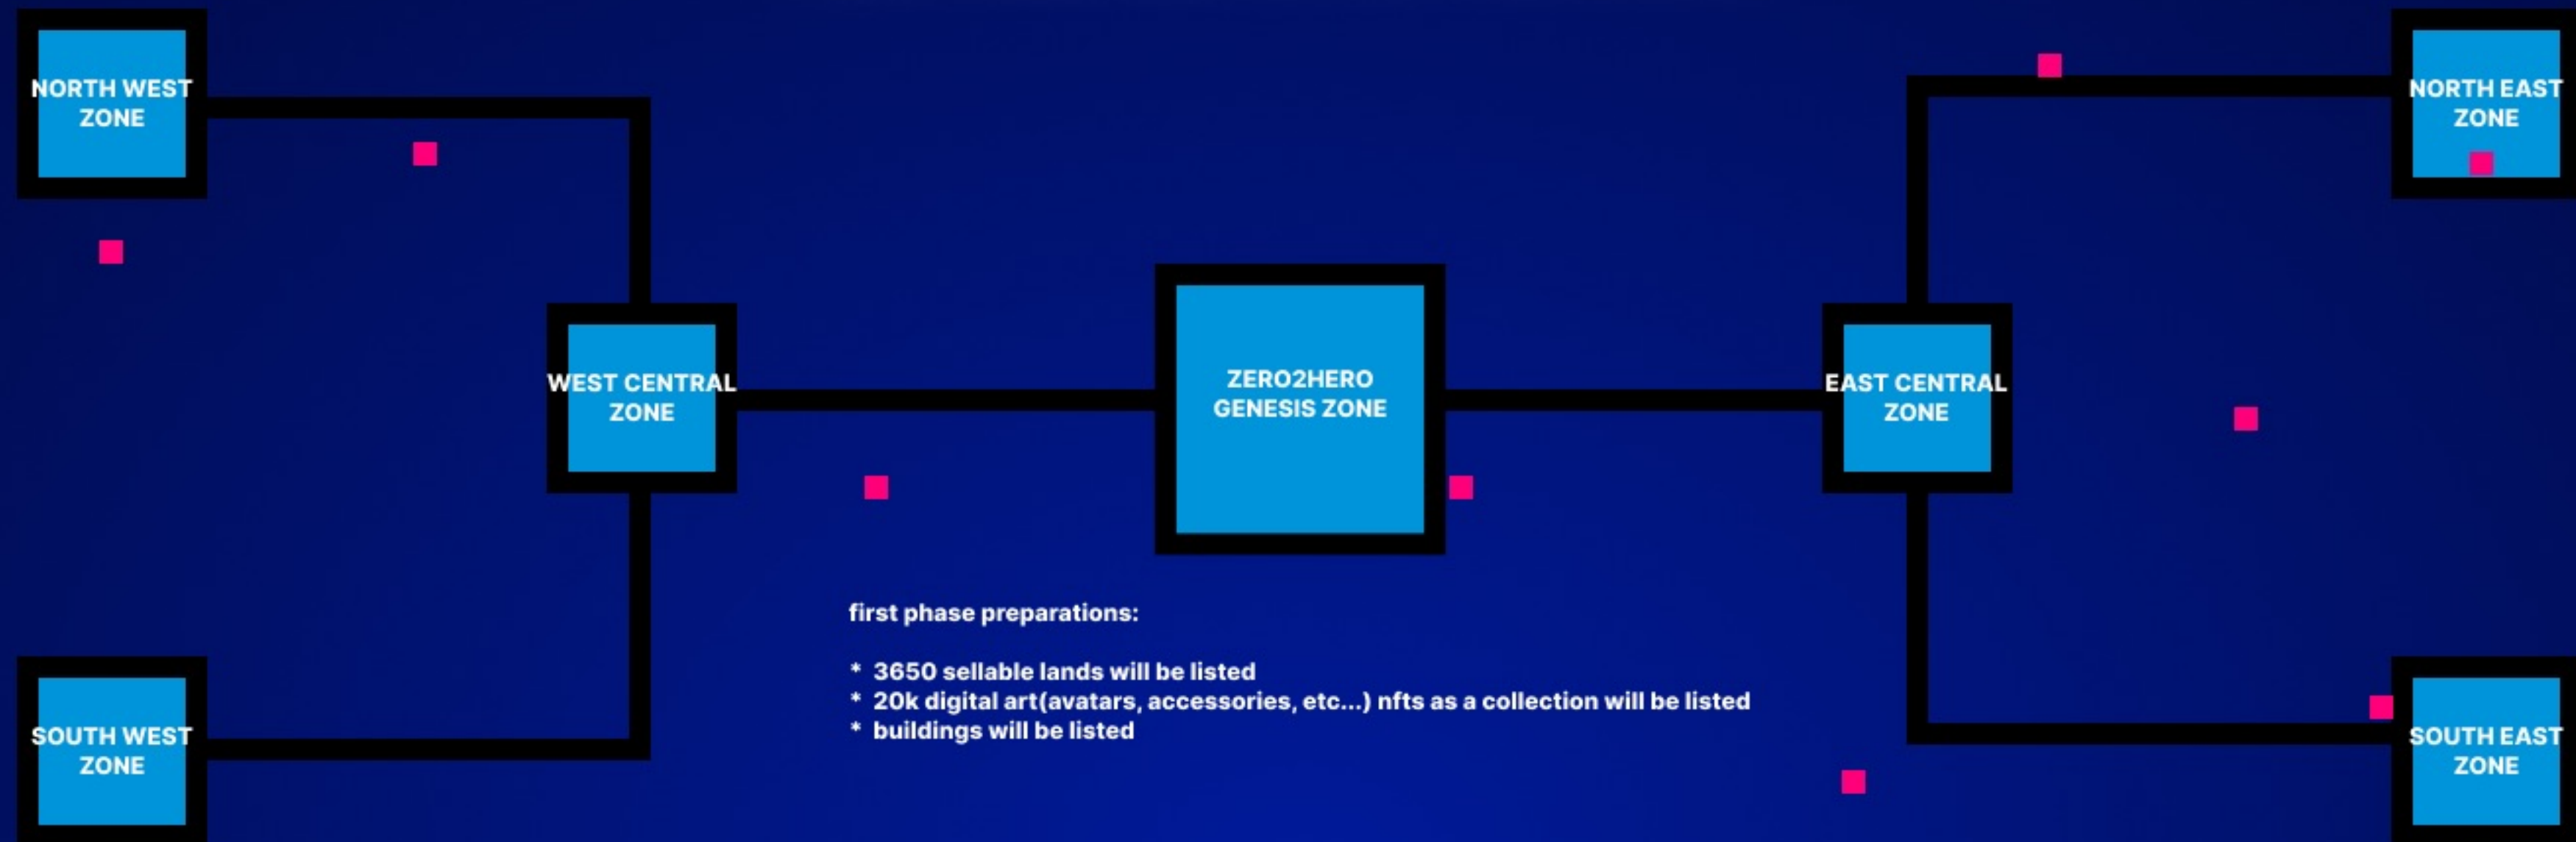 NORTH WEST
ZONE
NORTH EAST
ZONE
WEST CENTRAL
ZONE
ZERO2HERO
GENESIS ZONE
EAST CENTRAL
ZONE
first phase preparations:
* 3650 sellable lands will be listed
* 20k digital art(avatars, accessories, etc...) nfts as a collection will be listed
* buildings will be listed
SOUTH WEST
ZONE
SOUTH EAST
ZONE